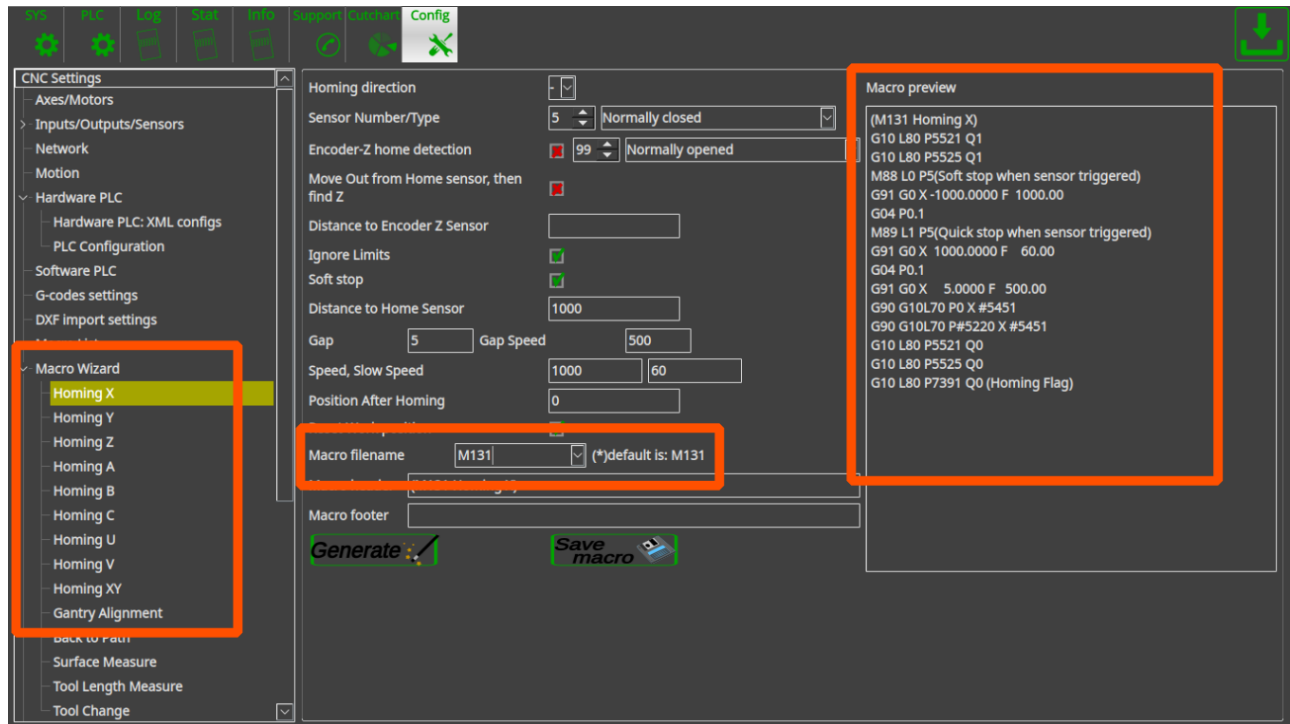 SYS PLC Log Stat Info Support Cutchart Config
CNC Settings
Axes/Motors
Inputs/Outputs/Sensors
Network
Motion
Hardware PLC
Hardware PLC: XML configs
PLC Configuration
Software PLC
G-codes settings
DXF import settings
Macro Wizard
Homing X
Homing Y
Homing Z
Homing A
Homing B
Homing C
Homing U
Homing V
Homing XY
Gantry Alignment
Back to Path
Surface Measure
Tool Length Measure
Tool Change
Homing direction -
Sensor Number/Type 5 Normally closed
Encoder-Z home detection 99 Normally opened
Move Out from Home sensor, then
find Z
Distance to Encoder Z Sensor
Ignore Limits
Soft stop
Distance to Home Sensor 1000
Gap 5 Gap Speed 500
Speed, Slow Speed 1000 60
Position After Homing 0
Macro filename M131 (*)default is: M131
Macro footer
Generate Save
macro
Macro preview
(M131 Homing X)
G10 L80 P5521 Q1
G10 L80 P5525 Q1
M88 L0 P5(Soft stop when sensor triggered)
G91 G0 X -1000.0000 F 1000.00
G04 P0.1
M89 L1 P5(Quick stop when sensor triggered)
G91 G0 X 1000.0000 F 60.00
G04 P0.1
G91 G0 X 5.0000 F 500.00
G90 G10L70 P0 X #5451
G90 G10L70 P#5220 X #5451
G10 L80 P5521 Q0
G10 L80 P5525 Q0
G10 L80 P7391 Q0 (Homing Flag)